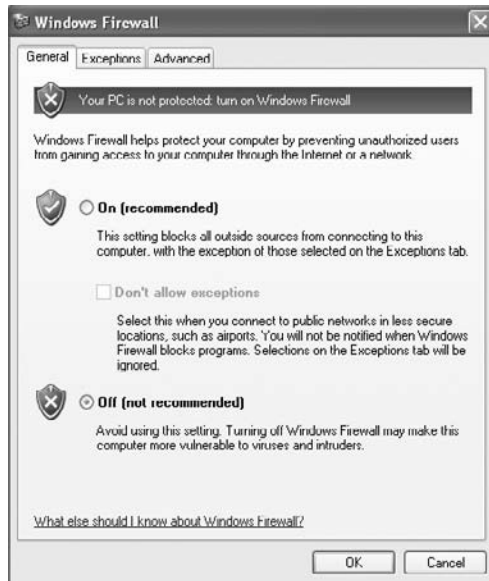 Windows Firewall
General
Exceptions
Advanced
Your PC is not protected: turn on Windows Firewall
Windows Firewall helps protect your computer by preventing unauthorized users
from gaining access to your computer through the Internet or a network.
On (recommended)
This setting blocks all outside sources from connecting to this
computer, with the exception of those selected on the Exceptions tab.
Don't allow exceptions
Select this when you connect to public networks in less secure
locations, such as airports. You will not be notified when Windows
Firewall blocks programs. Selections on the Exceptions tab will be
ignored.
Off (not recommended)
Avoid using this setting. Turning off Windows Firewall may make this
computer more vulnerable to viruses and intruders.
What else should I know about Windows Firewall?
OK
Cancel